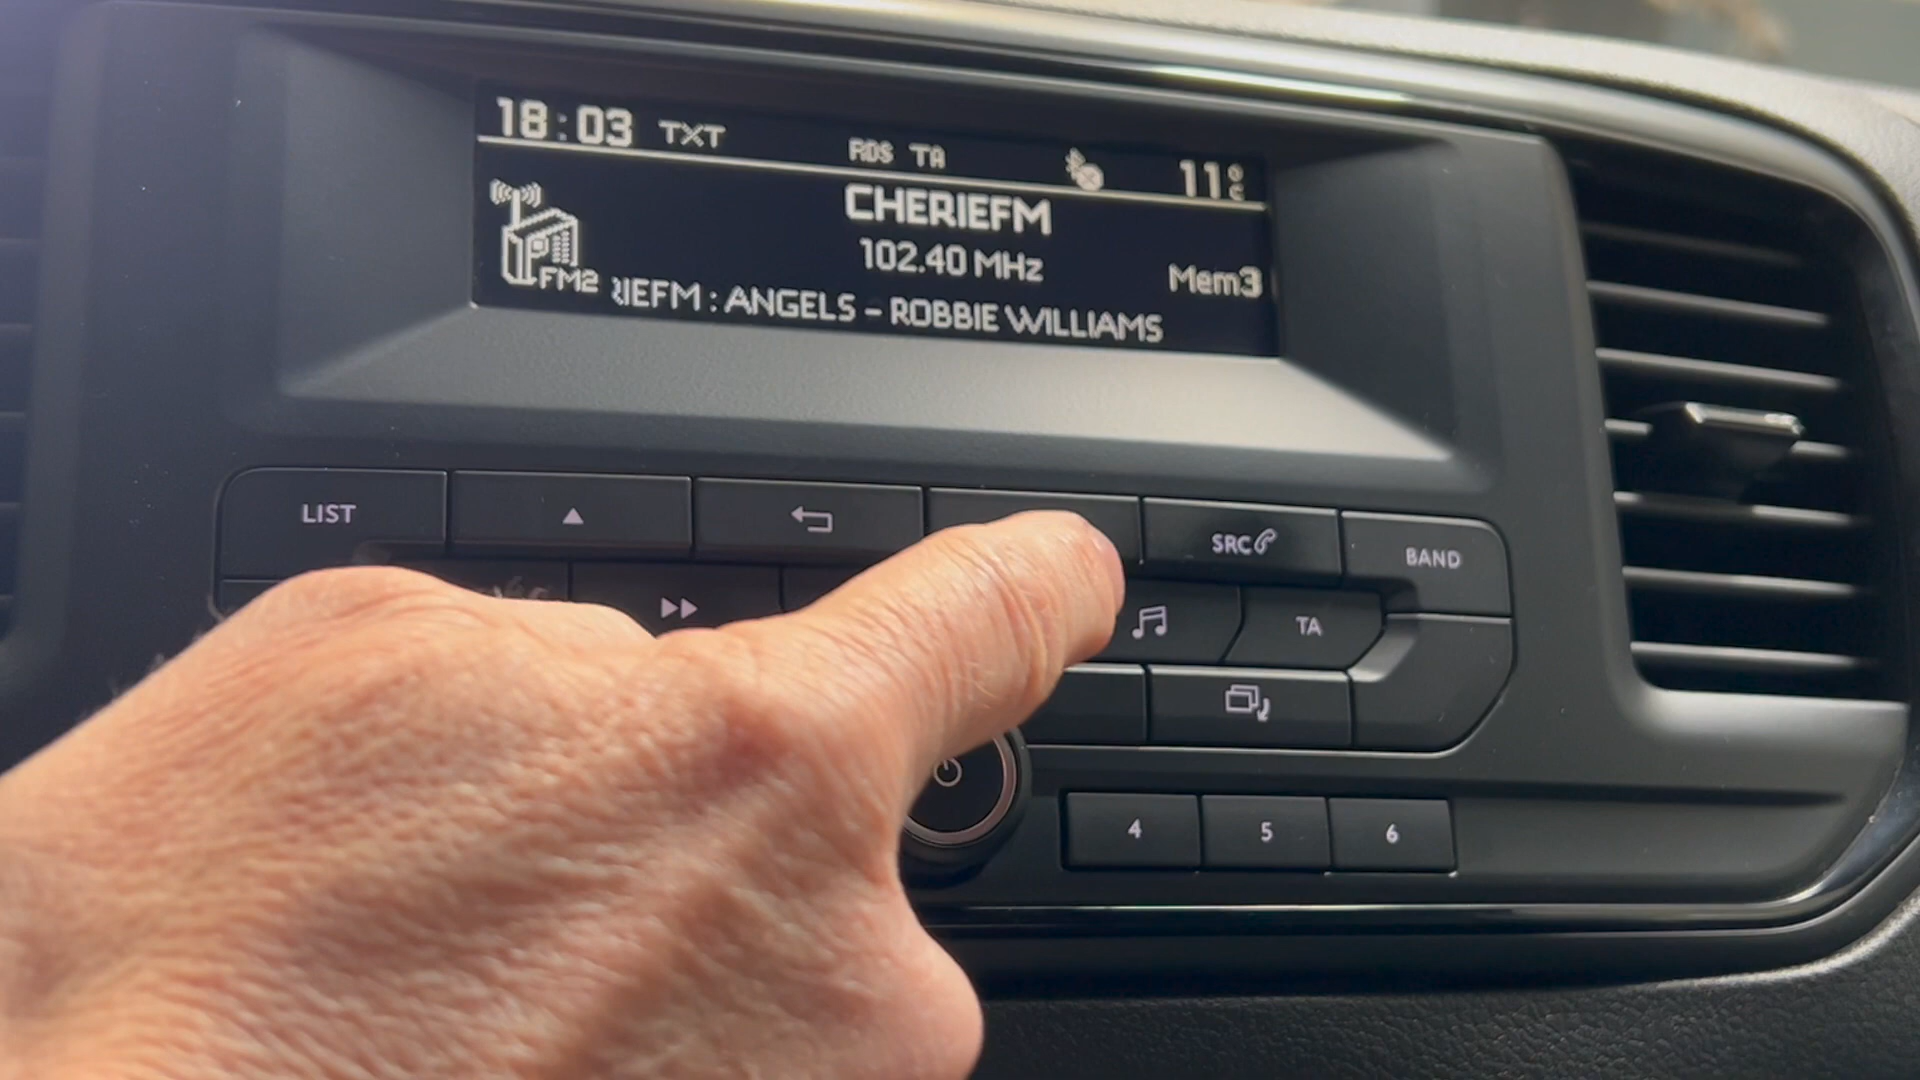 18:03 TXT RDS TA 11°C
CHERIEFM
102.40 MHz
FM2 Mem3
RIEFM : ANGELS - ROBBIE WILLIAMS
LIST SRC BAND
TA
4 5 6